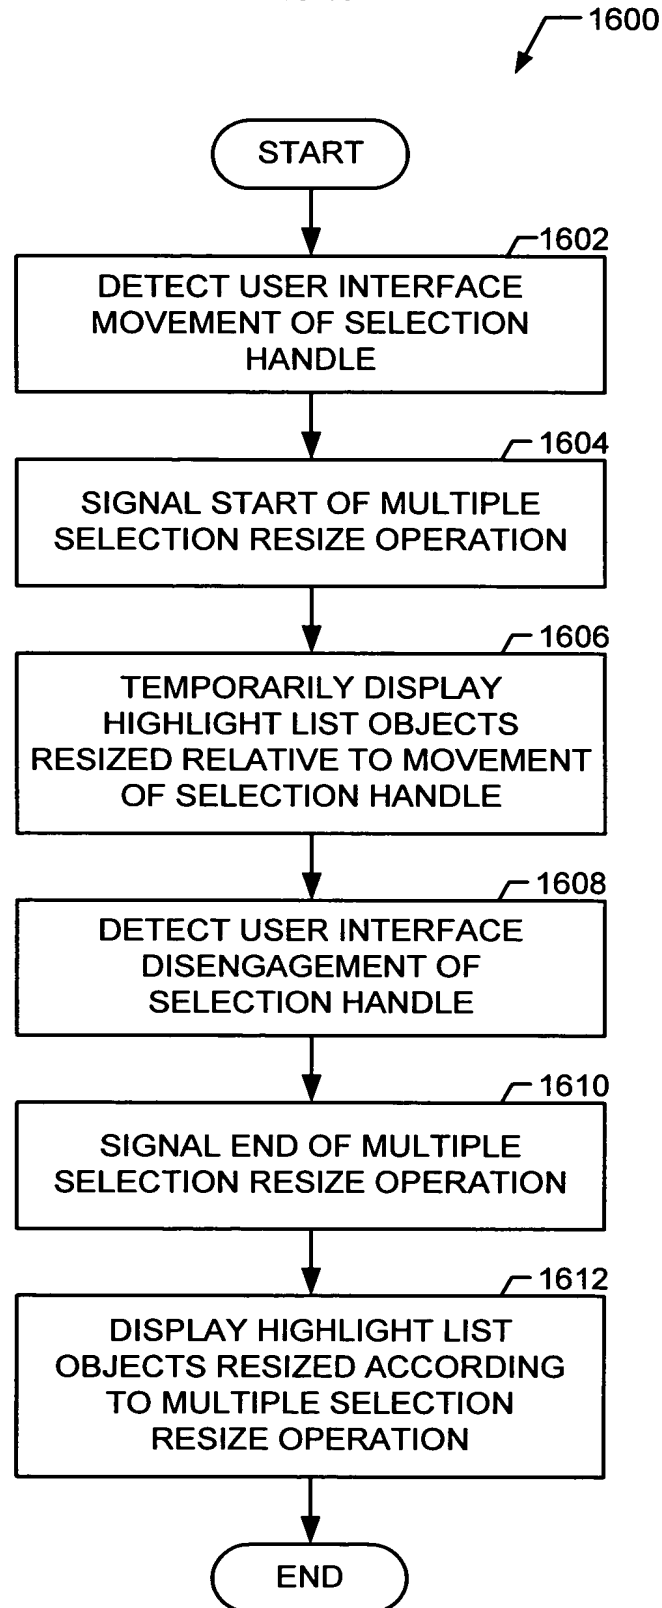 1600
START
1602
DETECT USER INTERFACE
MOVEMENT OF SELECTION
HANDLE
1604
SIGNAL START OF MULTIPLE
SELECTION RESIZE OPERATION
1606
TEMPORARILY DISPLAY
HIGHLIGHT LIST OBJECTS
RESIZED RELATIVE TO MOVEMENT
OF SELECTION HANDLE
1608
DETECT USER INTERFACE
DISENGAGEMENT OF
SELECTION HANDLE
1610
SIGNAL END OF MULTIPLE
SELECTION RESIZE OPERATION
1612
DISPLAY HIGHLIGHT LIST
OBJECTS RESIZED ACCORDING
TO MULTIPLE SELECTION
RESIZE OPERATION
END